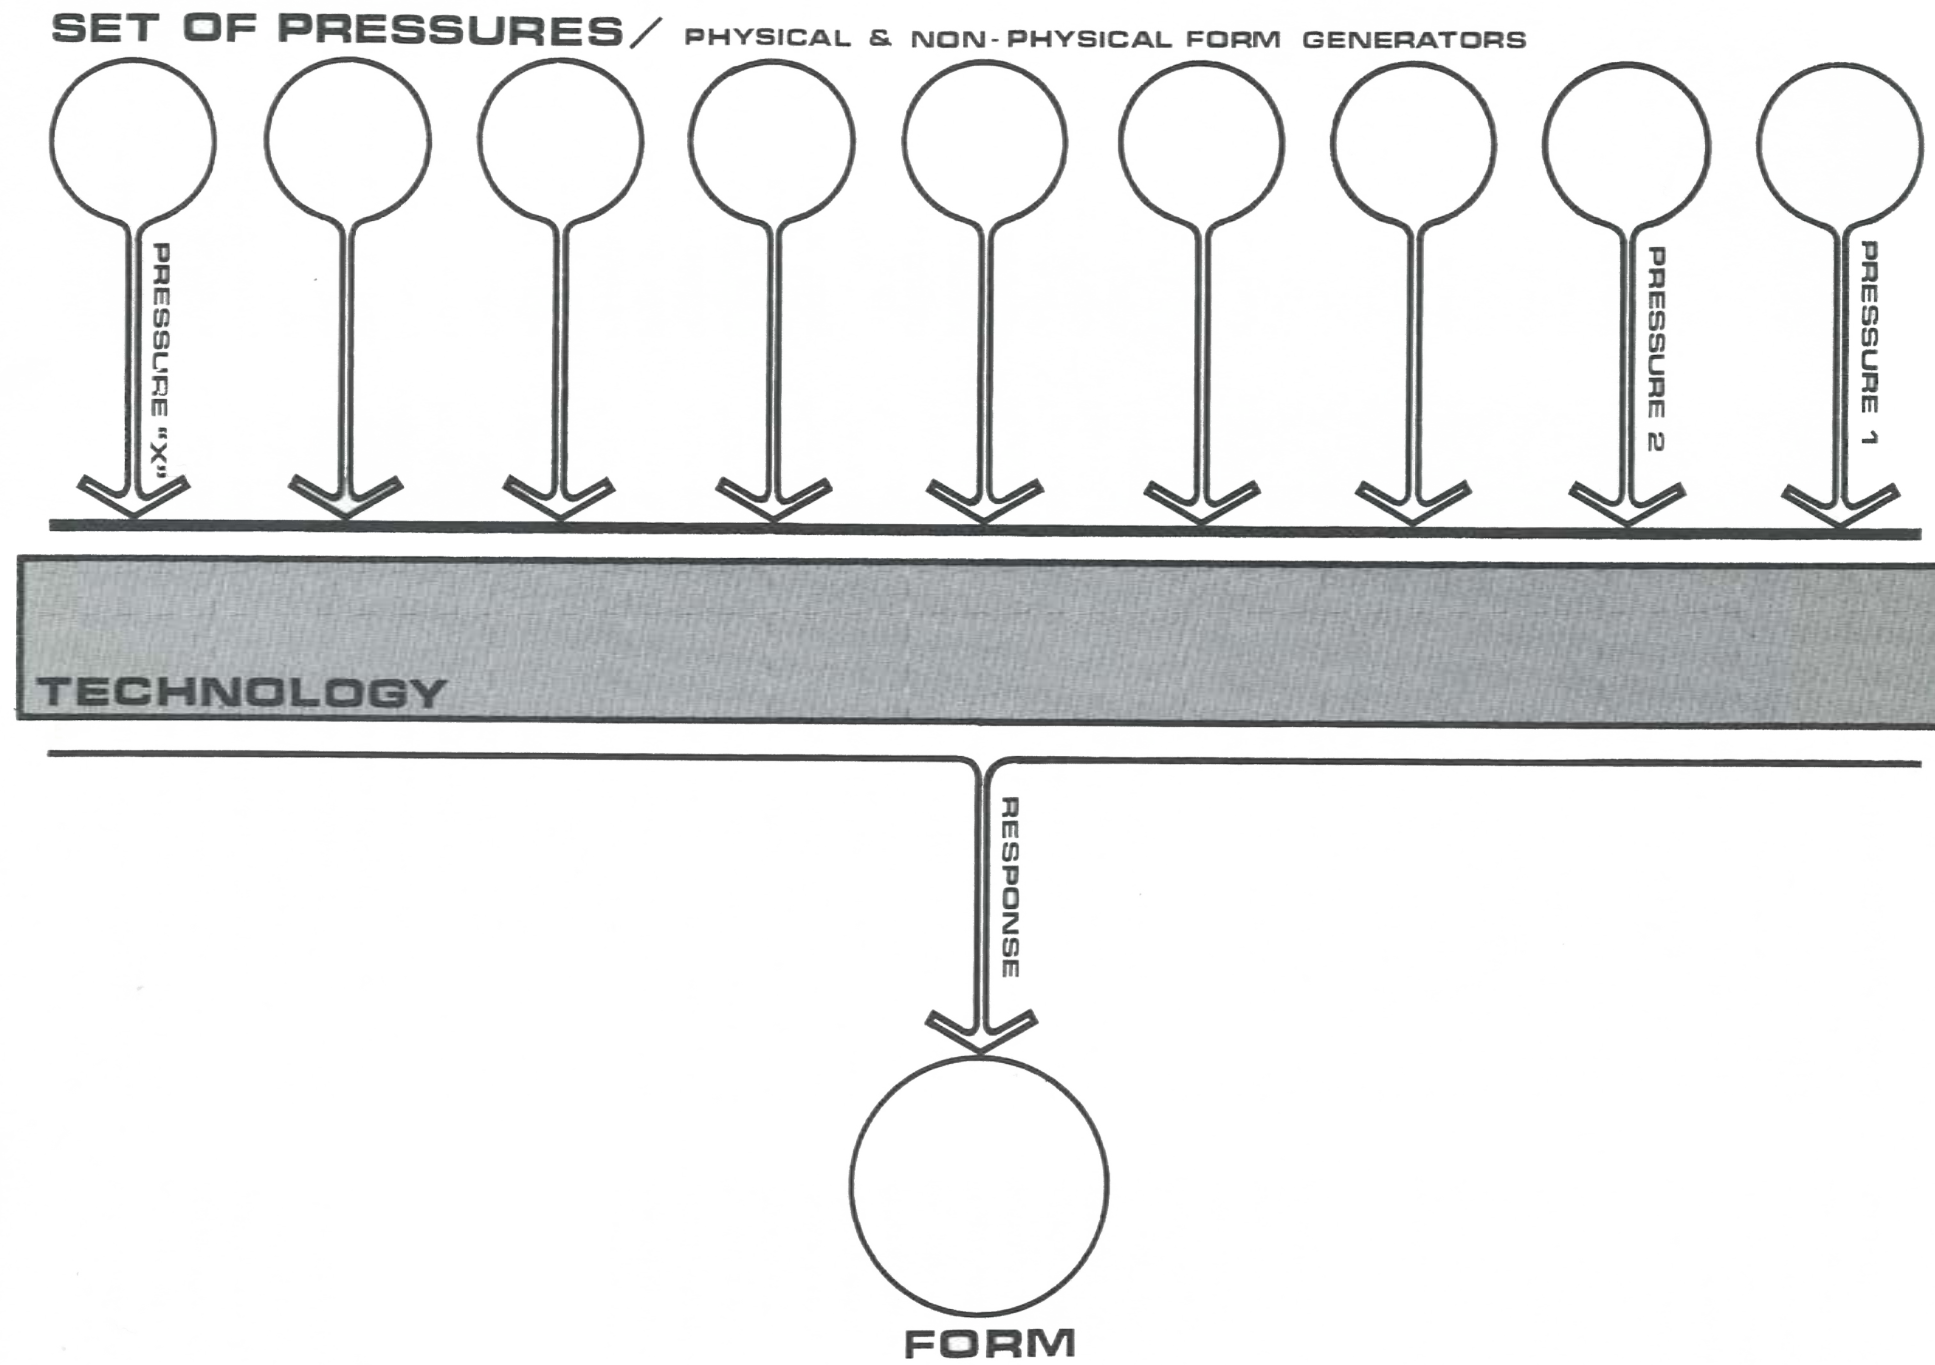 SET OF PRESSURES/ PHYSICAL & NON-PHYSICAL FORM GENERATORS
PRESSURE "X"
PRESSURE 2
PRESSURE 1
TECHNOLOGY
RESPONSE
FORM